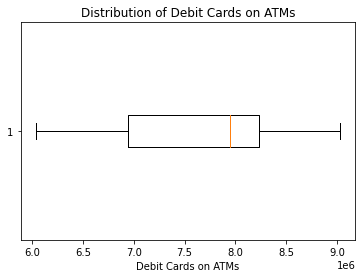 Distribution of Debit Cards on ATMs
1
6.0 6.5 7.0 7.5 8.0 8.5 9.0
1e6
Debit Cards on ATMs